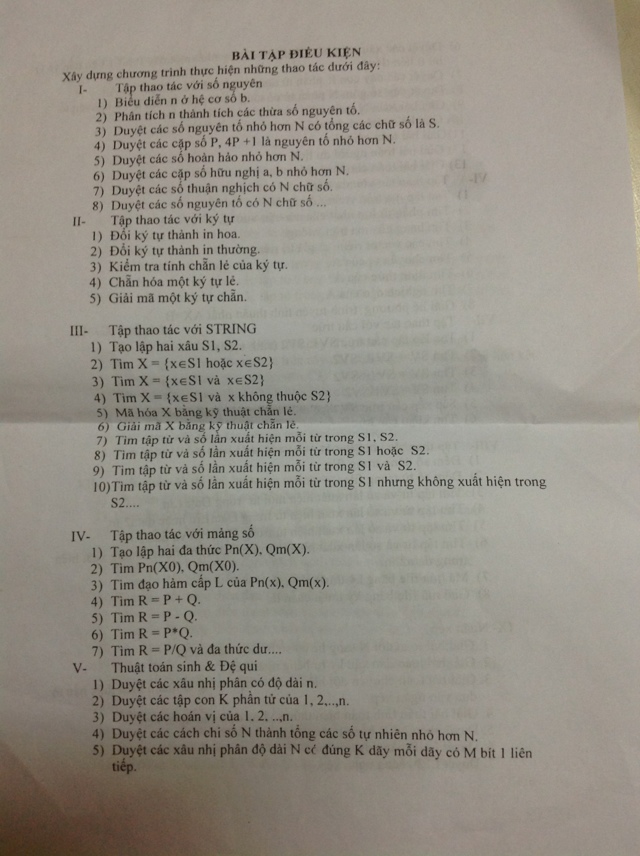 BÀI TẬP ĐIỀU KIỆN
Xây dựng chương trình thực hiện những thao tác dưới đây:
I- Tập thao tác với số nguyên
1) Biểu diễn n ở hệ cơ số b.
2) Phân tích n thành tích các thừa số nguyên tố.
3) Duyệt các số nguyên tố nhỏ hơn N có tổng các chữ số là S.
4) Duyệt các cặp số P, 4P +1 là nguyên tố nhỏ hơn N.
5) Duyệt các số hoàn hảo nhỏ hơn N.
6) Duyệt các cặp số hữu nghị a, b nhỏ hơn N.
7) Duyệt các số thuận nghịch có N chữ số.
8) Duyệt các số nguyên tố có N chữ số ...
II- Tập thao tác với ký tự
1) Đổi ký tự thành in hoa.
2) Đổi ký tự thành in thường.
3) Kiểm tra tính chẵn lẻ của ký tự.
4) Chẵn hóa một ký tự lẻ.
5) Giải mã một ký tự chẵn.
III- Tập thao tác với STRING
1) Tạo lập hai xâu S1, S2.
2) Tìm X = {x∈S1 hoặc x∈S2}
3) Tìm X = {x∈S1 và x∈S2}
4) Tìm X = {x∈S1 và x không thuộc S2}
5) Mã hóa X bằng kỹ thuật chẵn lẻ.
6) Giải mã X bằng kỹ thuật chẵn lẻ.
7) Tìm tập từ và số lần xuất hiện mỗi từ trong S1, S2.
8) Tìm tập từ và số lần xuất hiện mỗi từ trong S1 hoặc S2.
9) Tìm tập từ và số lần xuất hiện mỗi từ trong S1 và S2.
10)Tìm tập từ và số lần xuất hiện mỗi từ trong S1 nhưng không xuất hiện trong
S2....
IV- Tập thao tác với mảng số
1) Tạo lập hai đa thức Pn(X), Qm(X).
2) Tìm Pn(X0), Qm(X0).
3) Tìm đạo hàm cấp L của Pn(x), Qm(x).
4) Tìm R = P + Q.
5) Tìm R = P - Q.
6) Tìm R = P*Q.
7) Tìm R = P/Q và đa thức dư....
V- Thuật toán sinh & Đệ qui
1) Duyệt các xâu nhị phân có độ dài n.
2) Duyệt các tập con K phần tử của 1, 2,..,n.
3) Duyệt các hoán vị của 1, 2, ..,n.
4) Duyệt các cách chi số N thành tổng các số tự nhiên nhỏ hơn N.
5) Duyệt các xâu nhị phân độ dài N có đúng K dãy mỗi dãy có M bít 1 liên
tiếp.